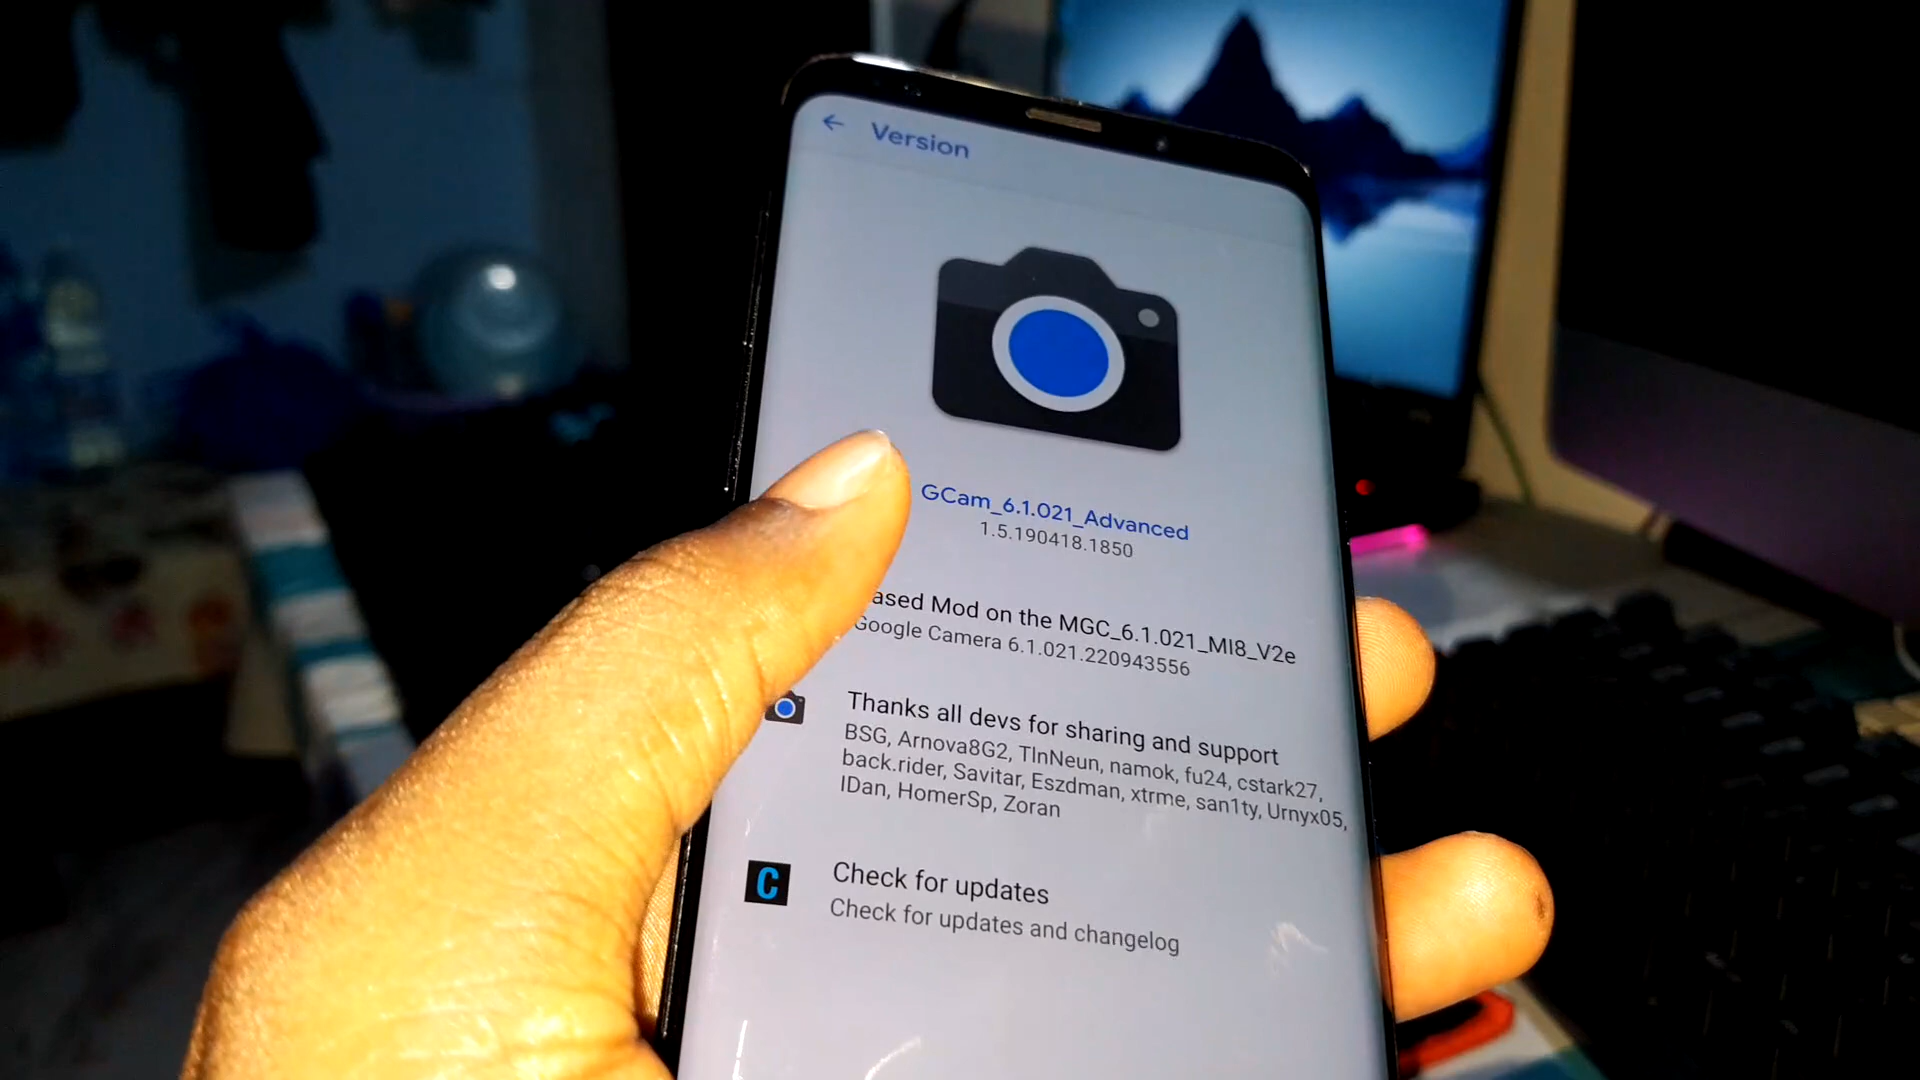 Version
GCam_6.1.021_Advanced
1.5.190418.1850
ased Mod on the MGC_6.1.021_MI8_V2e
Google Camera 6.1.021.220943556
Thanks all devs for sharing and support
BSG, Arnova8G2, TlnNeun, namok, fu24, cstark27,
back.rider, Savitar, Eszdman, xtrme, san1ty, Urnyx05,
IDan, HomerSp, Zoran
C
Check for updates
Check for updates and changelog